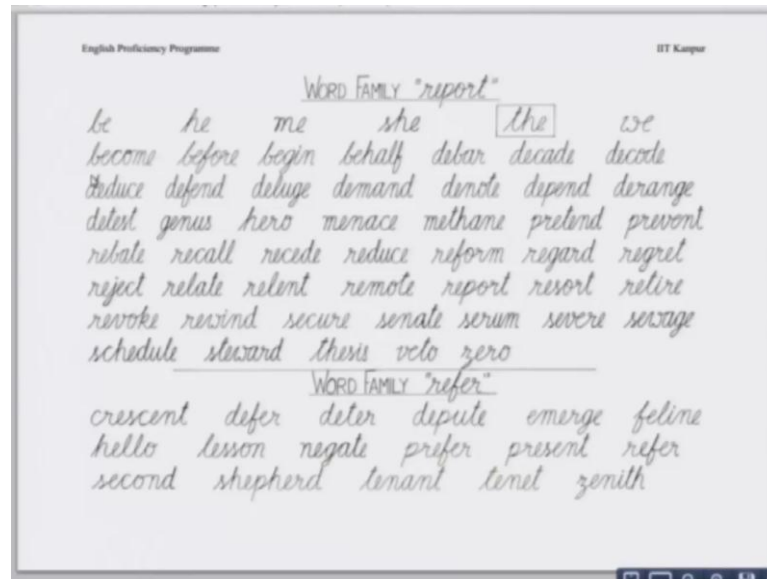 English Proficiency Programme IIT Kanpur
WORD FAMILY "report"
be he me she the we
become before begin behalf debar decade decode
deduce defend deluge demand denote depend derange
detest genus hero menace methane pretend prevent
rebate recall recede reduce reform regard regret
reject relate relent remote report resort retire
revoke rewind secure senate serum severe sewage
schedule steward thesis veto zero
WORD FAMILY "refer"
crescent defer deter depute emerge feline
hello lesson negate prefer present refer
second shepherd tenant tenet zenith